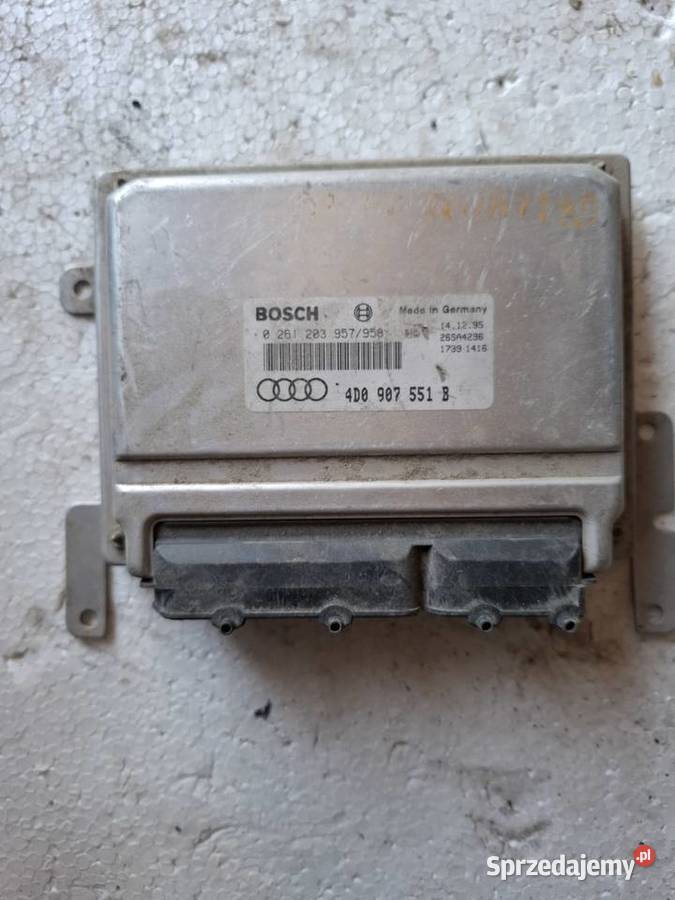 BOSCH Made in Germany
0 261 203 957/958 14.12.95
265A4296
1739 1416
4D0 907 551 B
Sprzedajemy.pl